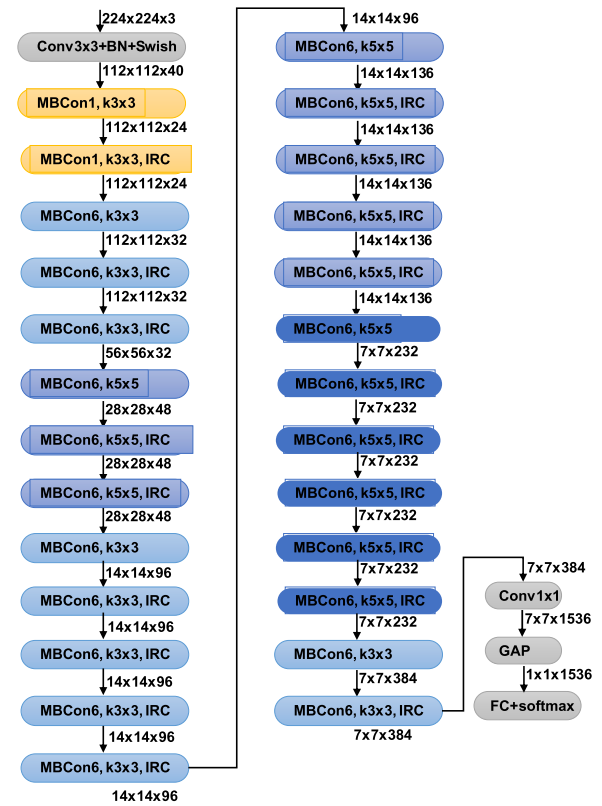 224x224x3
Conv3x3+BN+Swish
112x112x40
MBCon1, k3x3
112x112x24
MBCon1, k3x3, IRC
112x112x24
MBCon6, k3x3
112x112x32
MBCon6, k3x3, IRC
112x112x32
MBCon6, k3x3, IRC
56x56x32
MBCon6, k5x5
28x28x48
MBCon6, k5x5, IRC
28x28x48
MBCon6, k5x5, IRC
28x28x48
MBCon6, k3x3
14x14x96
MBCon6, k3x3, IRC
14x14x96
MBCon6, k3x3, IRC
14x14x96
MBCon6, k3x3, IRC
14x14x96
MBCon6, k3x3, IRC
14x14x96
14x14x96
MBCon6, k5x5
14x14x136
MBCon6, k5x5, IRC
14x14x136
MBCon6, k5x5, IRC
14x14x136
MBCon6, k5x5, IRC
14x14x136
MBCon6, k5x5, IRC
14x14x136
MBCon6, k5x5
7x7x232
MBCon6, k5x5, IRC
7x7x232
MBCon6, k5x5, IRC
7x7x232
MBCon6, k5x5, IRC
7x7x232
MBCon6, k5x5, IRC
7x7x232
MBCon6, k5x5, IRC
7x7x232
MBCon6, k3x3
7x7x384
MBCon6, k3x3, IRC
7x7x384
7x7x384
Conv1x1
7x7x1536
GAP
1x1x1536
FC+softmax